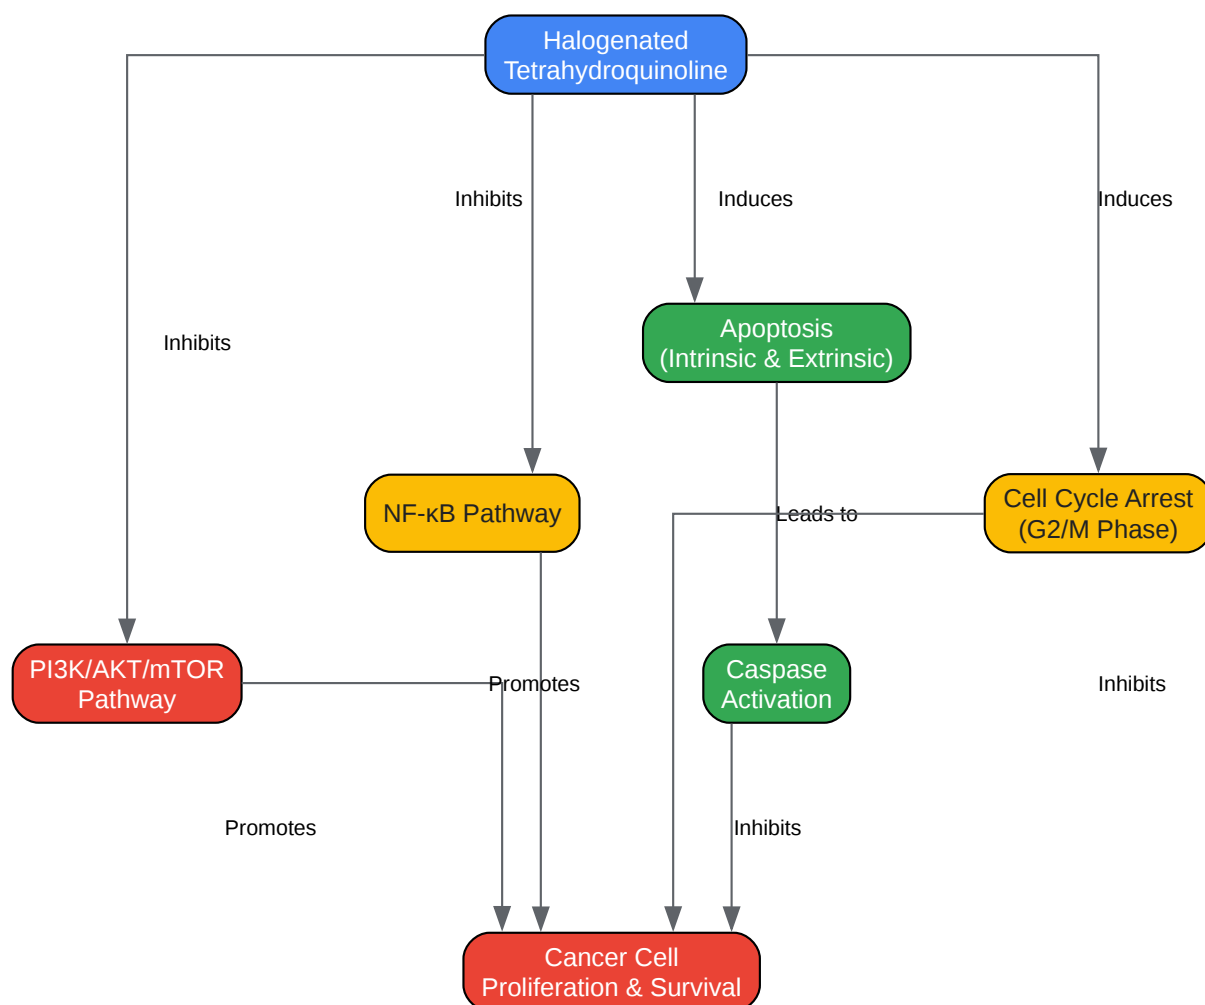 Halogenated
Tetrahydroquinoline
Inhibits
Induces
Induces
Apoptosis
(Intrinsic & Extrinsic)
Inhibits
NF-κB Pathway
Leads to
Cell Cycle Arrest
(G2/M Phase)
PI3K/AKT/mTOR
Pathway
Promotes
Caspase
Activation
Inhibits
Promotes
Inhibits
Cancer Cell
Proliferation & Survival